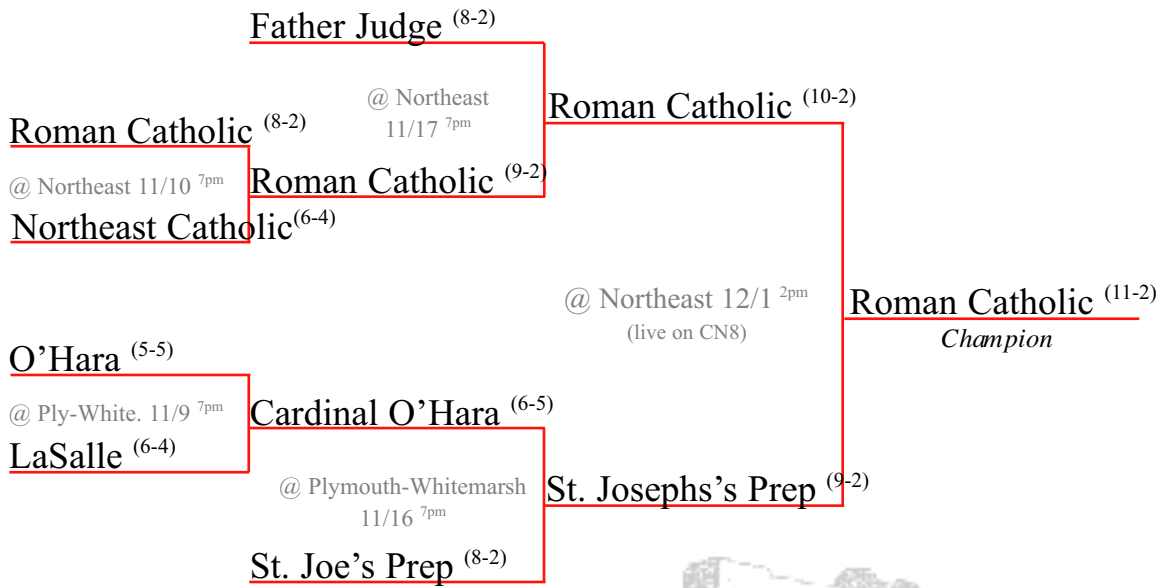 Father Judge (8-2)
@ Northeast
11/17 7pm
Roman Catholic (10-2)
Roman Catholic (8-2)
@ Northeast 11/10 7pm
Roman Catholic (9-2)
Northeast Catholic(6-4)
@ Northeast 12/1 2pm
(live on CN8)
Roman Catholic (11-2)
Champion
O’Hara (5-5)
@ Ply-White. 11/9 7pm
Cardinal O’Hara (6-5)
LaSalle (6-4)
@ Plymouth-Whitemarsh
11/16 7pm
St. Josephs’s Prep (9-2)
St. Joe’s Prep (8-2)